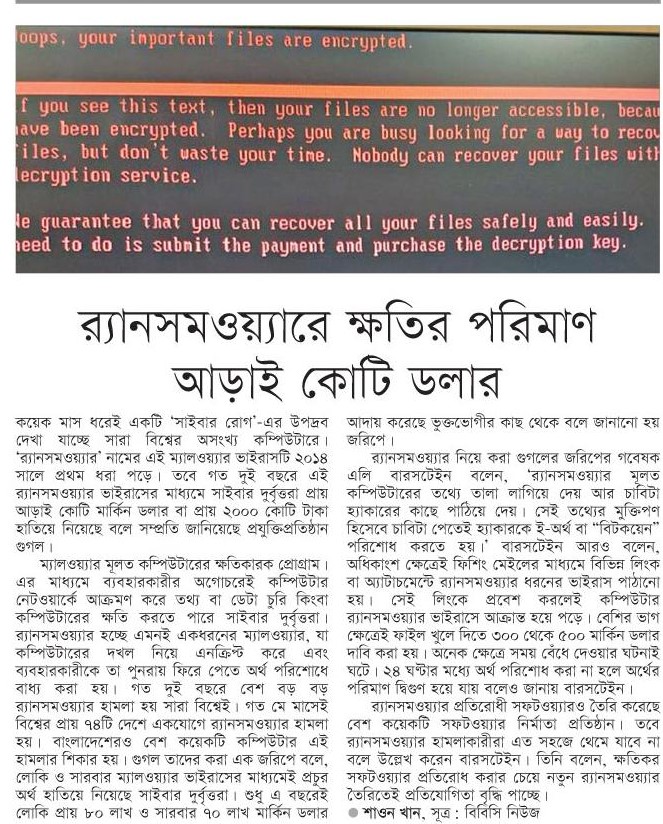 oops, your important files are encrypted.
f you see this text, then your files are no longer accessible, becau
ave been encrypted. Perhaps you are busy looking for a way to recov
iles, but don't waste your time. Nobody can recover your files with
ecryption service.
e guarantee that you can recover all your files safely and easily.
eed to do is submit the payment and purchase the decryption key.
র‍্যানসমওয়্যারে ক্ষতির পরিমাণ
আড়াই কোটি ডলার
কয়েক মাস ধরেই একটি ‘সাইবার রোগ’-এর উপদ্রব
দেখা যাচ্ছে সারা বিশ্বের অসংখ্য কম্পিউটারে।
‘র‍্যানসমওয়্যার’ নামের এই ম্যালওয়্যার ভাইরাসটি ২০১৪
সালে প্রথম ধরা পড়ে। তবে গত দুই বছরে এই
র‍্যানসমওয়্যার ভাইরাসের মাধ্যমে সাইবার দুর্বৃত্তরা প্রায়
আড়াই কোটি মার্কিন ডলার বা প্রায় ২০০০ কোটি টাকা
হাতিয়ে নিয়েছে বলে সম্প্রতি জানিয়েছে প্রযুক্তিপ্রতিষ্ঠান
গুগল।
ম্যালওয়্যার মূলত কম্পিউটারের ক্ষতিকারক প্রোগ্রাম।
এর মাধ্যমে ব্যবহারকারীর অগোচরেই কম্পিউটার
নেটওয়ার্কে আক্রমণ করে তথ্য বা ডেটা চুরি কিংবা
কম্পিউটারের ক্ষতি করতে পারে সাইবার দুর্বৃত্তরা।
র‍্যানসমওয়্যার হচ্ছে এমনই একধরনের ম্যালওয়্যার, যা
কম্পিউটারের দখল নিয়ে এনক্রিপ্ট করে এবং
ব্যবহারকারীকে তা পুনরায় ফিরে পেতে অর্থ পরিশোধে
বাধ্য করা হয়। গত দুই বছরে বেশ বড় বড়
র‍্যানসমওয়্যার হামলা হয় সারা বিশ্বেই। গত মে মাসেই
বিশ্বের প্রায় ৭৪টি দেশে একযোগে র‍্যানসমওয়্যার হামলা
হয়। বাংলাদেশেরও বেশ কয়েকটি কম্পিউটার এই
হামলার শিকার হয়। গুগল তাদের করা এক জরিপে বলে,
লোকি ও সারবার ম্যালওয়্যার ভাইরাসের মাধ্যমেই প্রচুর
অর্থ হাতিয়ে নিয়েছে সাইবার দুর্বৃত্তরা। শুধু এ বছরেই
লোকি প্রায় ৮০ লাখ ও সারবার ৭০ লাখ মার্কিন ডলার
আদায় করেছে ভুক্তভোগীর কাছ থেকে বলে জানানো হয়
জরিপে।
র‍্যানসমওয়্যার নিয়ে করা গুগলের জরিপের গবেষক
এলি বারসটেইন বলেন, ‘র‍্যানসমওয়্যার মূলত
কম্পিউটারের তথ্যে তালা লাগিয়ে দেয় আর চাবিটা
হ্যাকারের কাছে পাঠিয়ে দেয়। সেই তথ্যের মুক্তিপণ
হিসেবে চাবিটা পেতেই হ্যাকারকে ই-অর্থ বা “বিটকয়েন”
পরিশোধ করতে হয়।’ বারসটেইন আরও বলেন,
অধিকাংশ ক্ষেত্রেই ফিশিং মেইলের মাধ্যমে বিভিন্ন লিংক
বা অ্যাটাচমেন্টে র‍্যানসমওয়্যার ধরনের ভাইরাস পাঠানো
হয়। সেই লিংকে প্রবেশ করলেই কম্পিউটার
র‍্যানসমওয়্যার ভাইরাসে আক্রান্ত হয়ে পড়ে। বেশির ভাগ
ক্ষেত্রেই ফাইল খুলে দিতে ৩০০ থেকে ৫০০ মার্কিন ডলার
দাবি করা হয়। অনেক ক্ষেত্রে সময় বেঁধে দেওয়ার ঘটনাই
ঘটে। ২৪ ঘণ্টার মধ্যে অর্থ পরিশোধ করা না হলে অর্থের
পরিমাণ দ্বিগুণ হয়ে যায় বলেও জানায় বারসটেইন।
র‍্যানসমওয়্যার প্রতিরোধী সফটওয়্যারও তৈরি করেছে
বেশ কয়েকটি সফটওয়্যার নির্মাতা প্রতিষ্ঠান। তবে
র‍্যানসমওয়্যার হামলাকারীরা এত সহজে থেমে যাবে না
বলে উল্লেখ করেন বারসটেইন। তিনি বলেন, ক্ষতিকর
সফটওয়্যার প্রতিরোধ করার চেয়ে নতুন র‍্যানসমওয়্যার
তৈরিতেই প্রতিযোগিতা বৃদ্ধি পাচ্ছে।
● শাওন খান, সূত্র : বিবিসি নিউজ